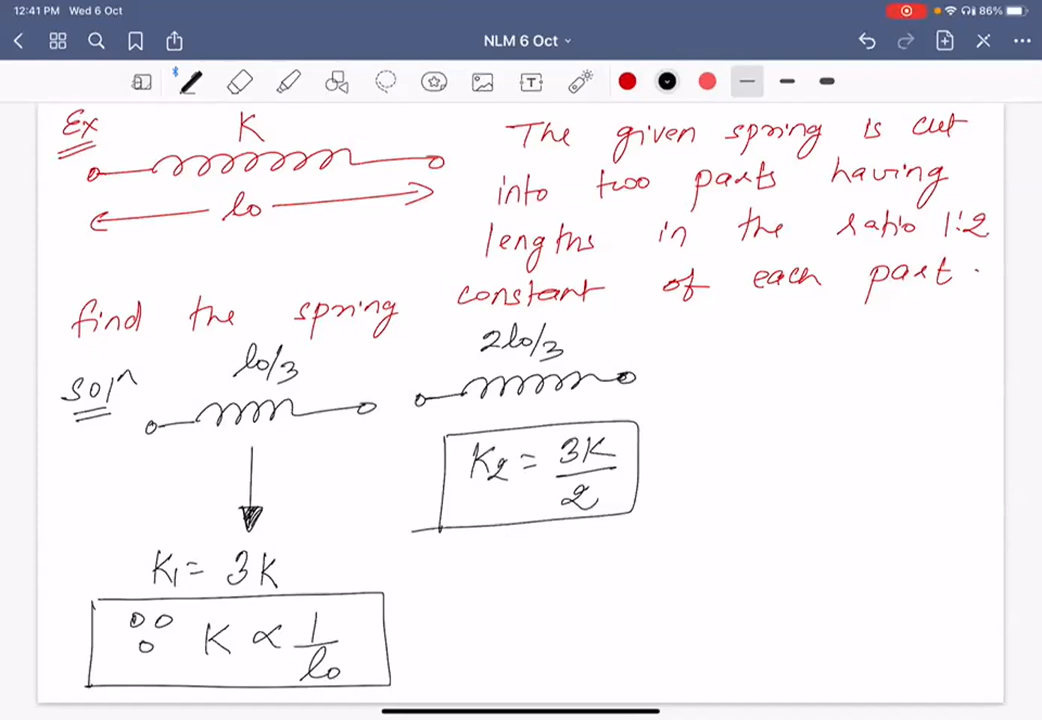 12:41 PM Wed 6 Oct
86%
NLM 6 Oct
Ex K The given spring is cut
lo into two parts having
lengths in the ratio 1:2
find the spring constant of each part.
Soln lo/3 2lo/3
K2 = 3K/2
K1 = 3K
∵ K ∝ 1/lo